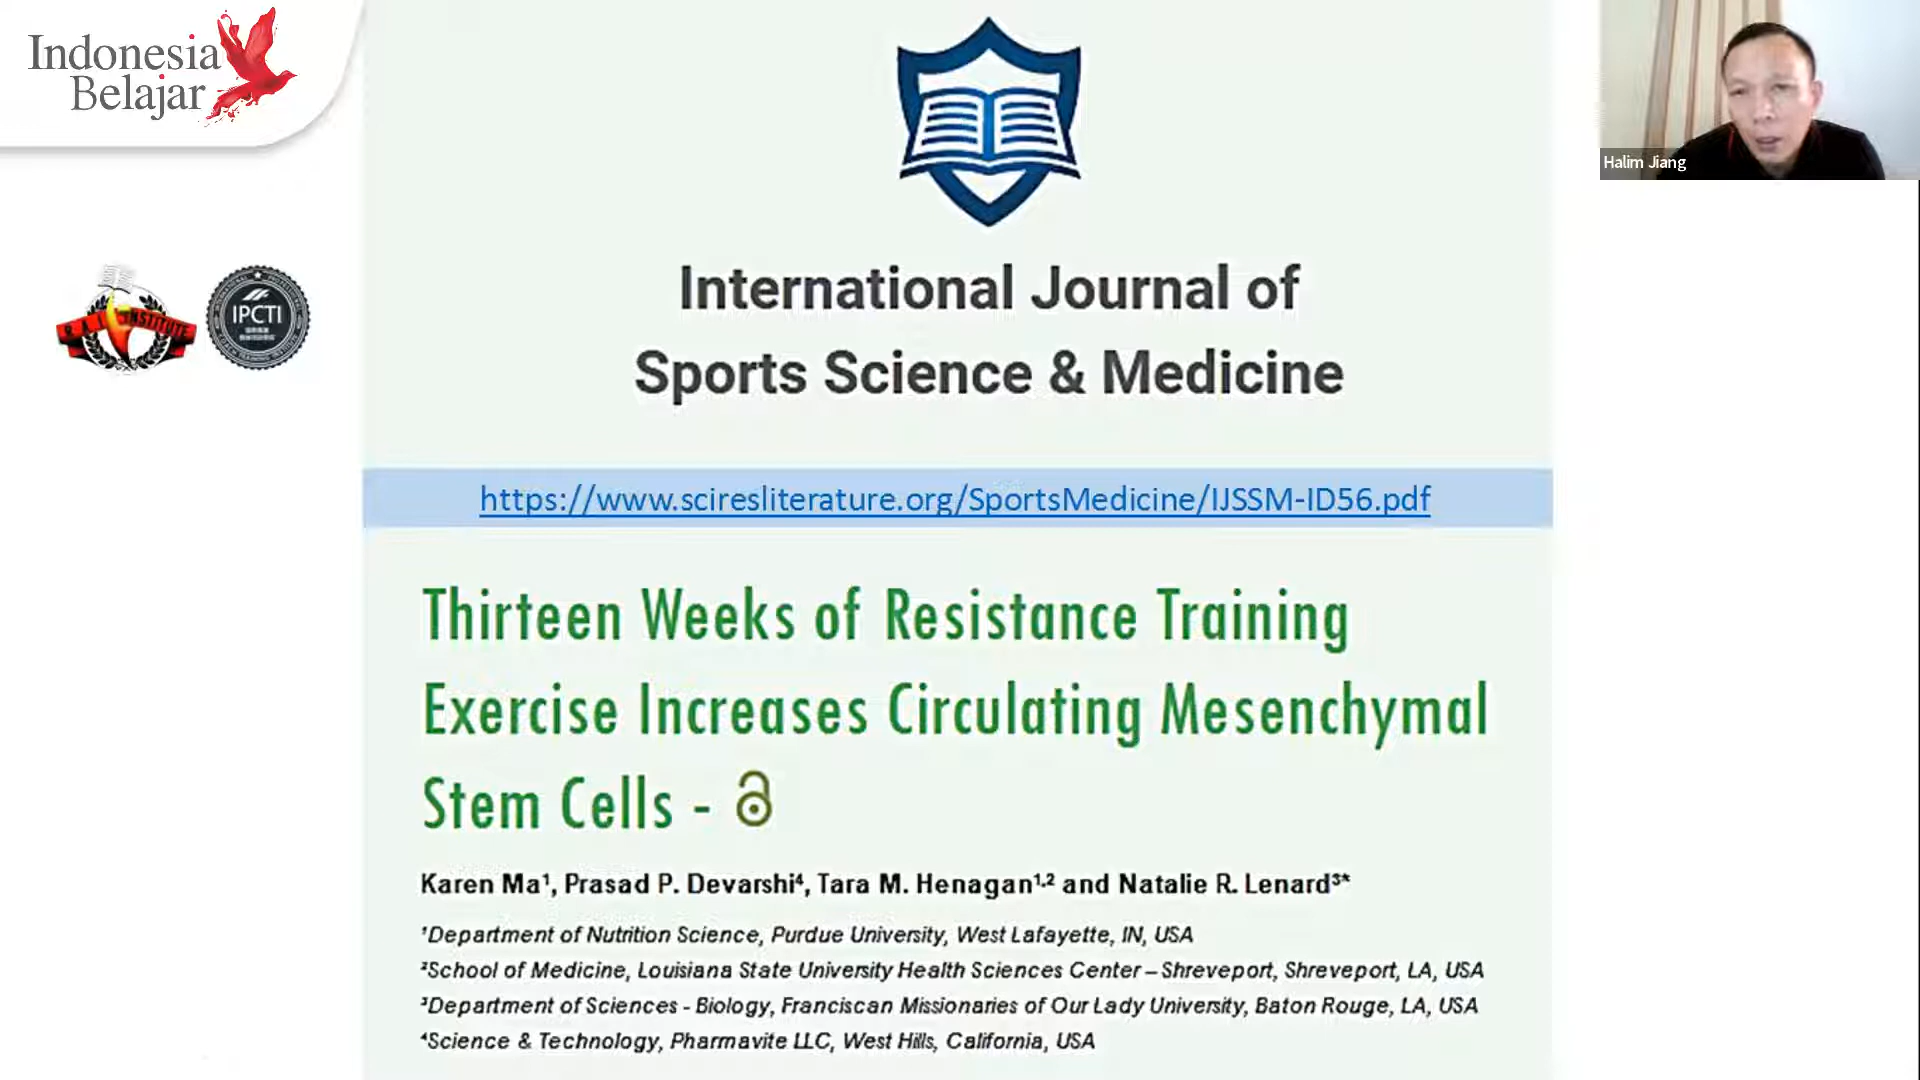 Indonesia
Belajar
Halim Jiang
R.A.I INSTITUTE
IPCTI
International Journal of
Sports Science & Medicine
https://www.sciresliterature.org/SportsMedicine/IJSSM-ID56.pdf
Thirteen Weeks of Resistance Training
Exercise Increases Circulating Mesenchymal
Stem Cells -
Karen Ma¹, Prasad P. Devarshi⁴, Tara M. Henagan¹,² and Natalie R. Lenard³*
¹Department of Nutrition Science, Purdue University, West Lafayette, IN, USA
²School of Medicine, Louisiana State University Health Sciences Center – Shreveport, Shreveport, LA, USA
³Department of Sciences - Biology, Franciscan Missionaries of Our Lady University, Baton Rouge, LA, USA
⁴Science & Technology, Pharmavite LLC, West Hills, California, USA